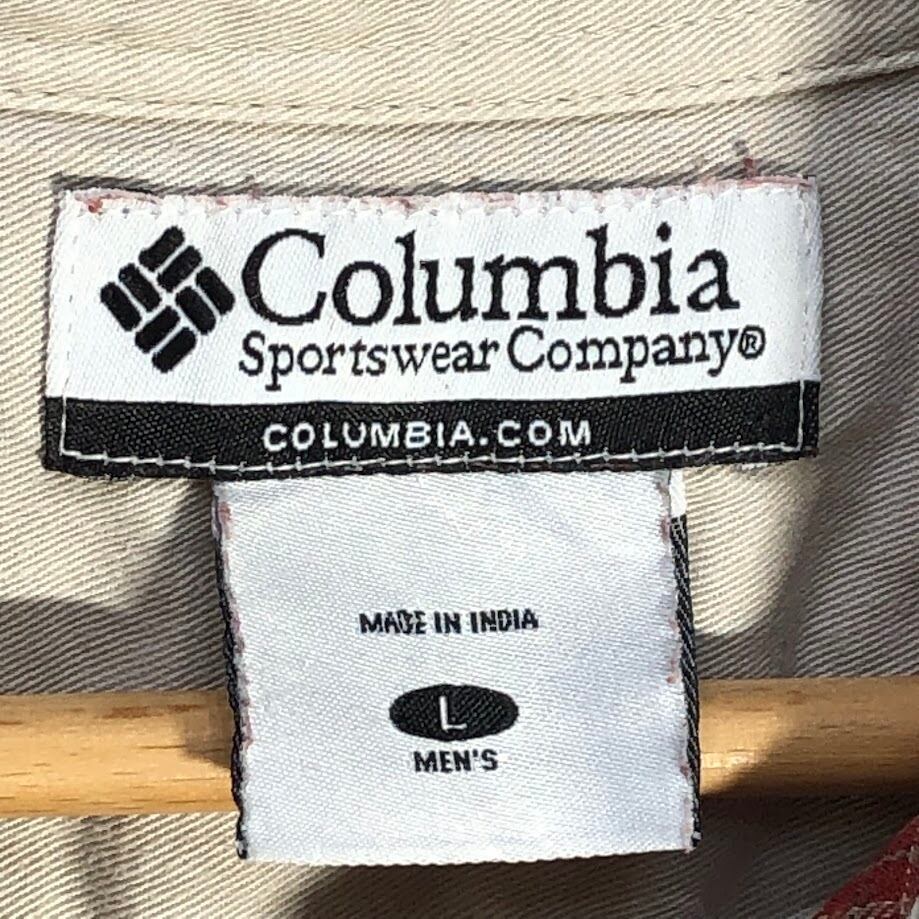 Columbia
Sportswear Company®
COLUMBIA.COM
MADE IN INDIA
L
MEN'S